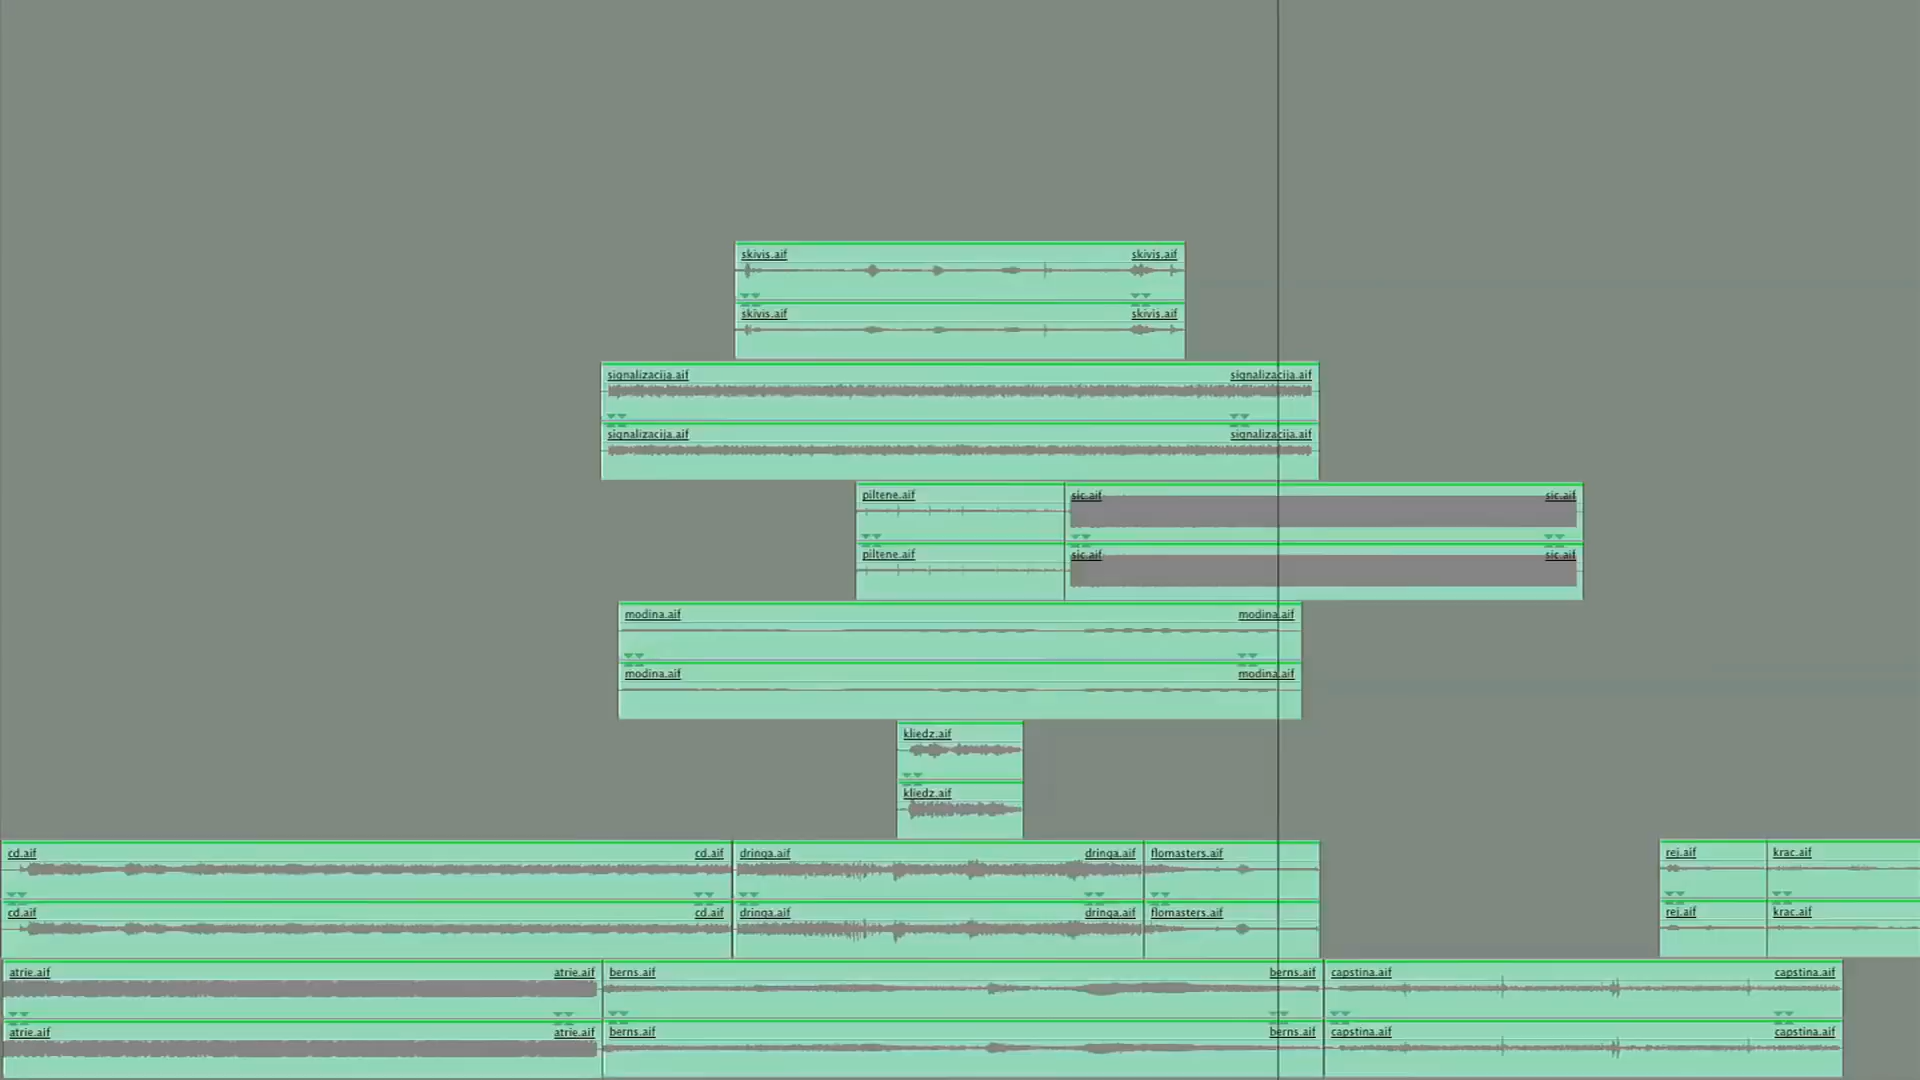 skivis.aif skivis.aif
skivis.aif skivis.aif
signalizacija.aif signalizacija.aif
signalizacija.aif signalizacija.aif
piltene.aif sic.aif sic.aif
piltene.aif sic.aif sic.aif
modina.aif modina.aif
modina.aif modina.aif
kliedz.aif
kliedz.aif
cd.aif cd.aif dringa.aif dringa.aif flomasters.aif rej.aif krac.aif
cd.aif cd.aif dringa.aif dringa.aif flomasters.aif rej.aif krac.aif
atrie.aif atrie.aif berns.aif berns.aif capstina.aif capstina.aif
atrie.aif atrie.aif berns.aif berns.aif capstina.aif capstina.aif